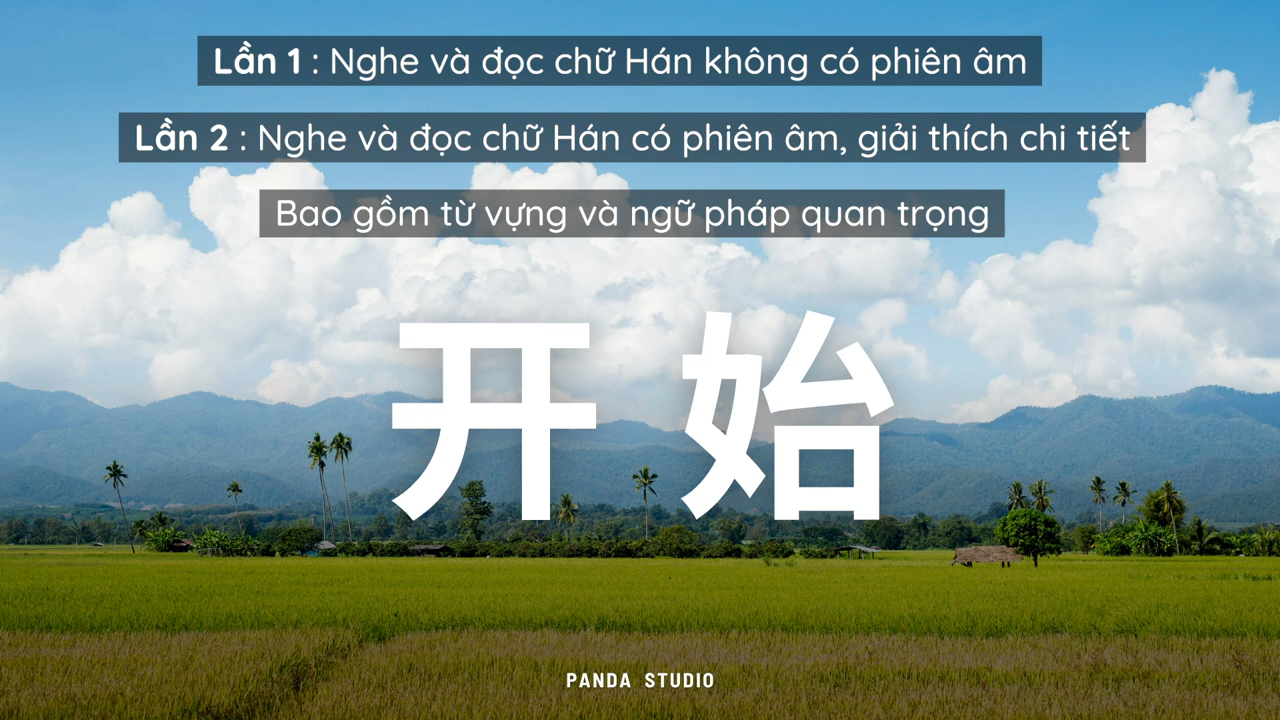 Lần 1 : Nghe và đọc chữ Hán không có phiên âm
Lần 2 : Nghe và đọc chữ Hán có phiên âm, giải thích chi tiết
Bao gồm từ vựng và ngữ pháp quan trọng
开始
PANDA STUDIO